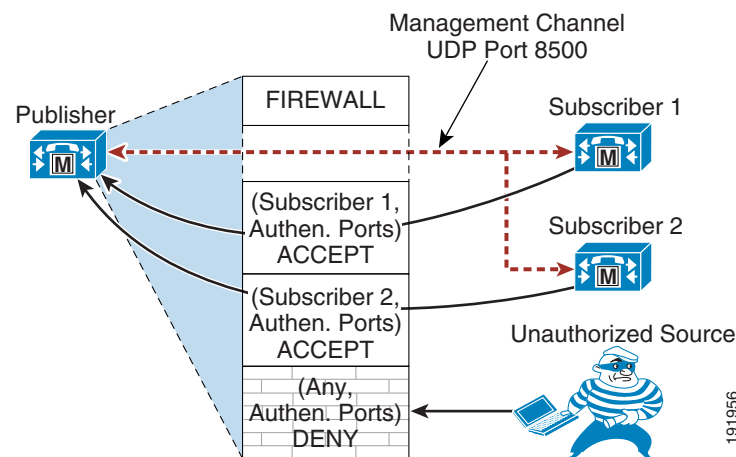 Management Channel
UDP Port 8500
FIREWALL
Publisher
Subscriber 1
M
M
(Subscriber 1,
Authen. Ports)
ACCEPT
Subscriber 2
M
(Subscriber 2,
Authen. Ports)
ACCEPT
Unauthorized Source
(Any,
Authen. Ports)
DENY
191956